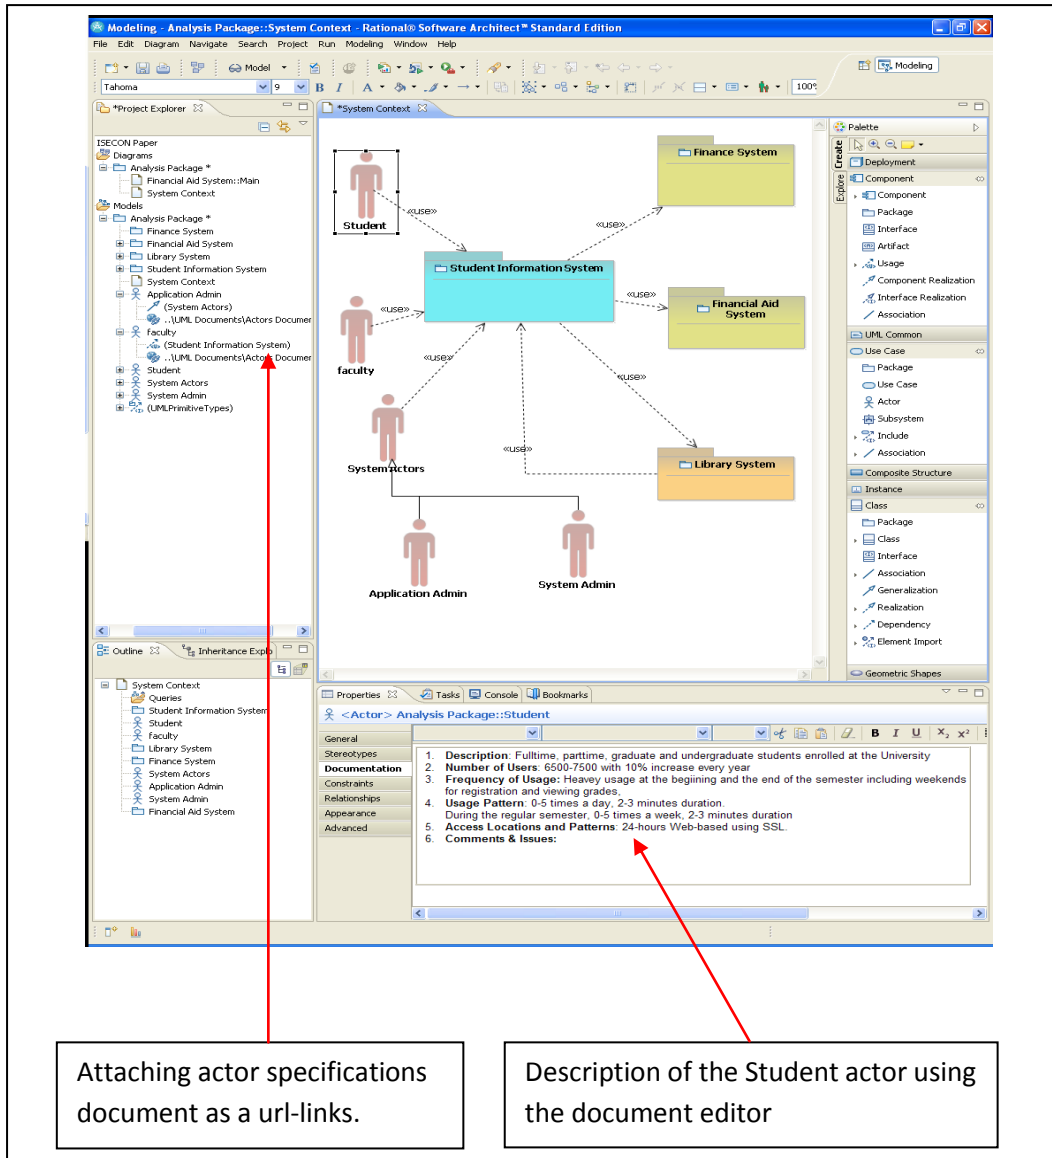 Modeling - Analysis Package::System Context - Rational® Software Architect™ Standard Edition
File Edit Diagram Navigate Search Project Run Modeling Window Help
Model
Modeling
Tahoma 9 B I A 100%
*Project Explorer
ISECON Paper
Diagrams
Analysis Package *
Financial Aid System::Main
System Context
Models
Analysis Package *
Finance System
Financial Aid System
Library System
Student Information System
System Context
Application Admin
(System Actors)
..\UML Documents\Actors Documer
faculty
(Student Information System)
..\UML Documents\Actors Documer
Student
System Actors
System Admin
(UMLPrimitiveTypes)
*System Context
Student
«use»
Finance System
«use»
Student Information System
«use»
faculty
«use»
Financial Aid
System
«use»
«use»
System Actors
«use»
Library System
Application Admin
System Admin
Palette
Create
Explore
Deployment
Component
Component
Package
Interface
Artifact
Usage
Component Realization
Interface Realization
Association
UML Common
Use Case
Package
Use Case
Actor
Subsystem
Include
Association
Composite Structure
Instance
Class
Package
Class
Interface
Association
Generalization
Realization
Dependency
Element Import
Geometric Shapes
Outline Inheritance Explo
System Context
Queries
Student Information System
Student
faculty
Library System
Finance System
System Actors
Application Admin
System Admin
Financial Aid System
Properties Tasks Console Bookmarks
<Actor> Analysis Package::Student
General
Stereotypes
Documentation
Constraints
Relationships
Appearance
Advanced
B I U X₂ X²
1. Description: Fulltime, parttime, graduate and undergraduate students enrolled at the University
2. Number of Users: 6500-7500 with 10% increase every year
3. Frequency of Usage: Heavey usage at the begiining and the end of the semester including weekends
for registration and viewing grades,
4. Usage Pattern: 0-5 times a day, 2-3 minutes duration.
During the regular semester, 0-5 times a week, 2-3 minutes duration
5. Access Locations and Patterns: 24-hours Web-based using SSL.
6. Comments & Issues:
Attaching actor specifications
document as a url-links.
Description of the Student actor using
the document editor